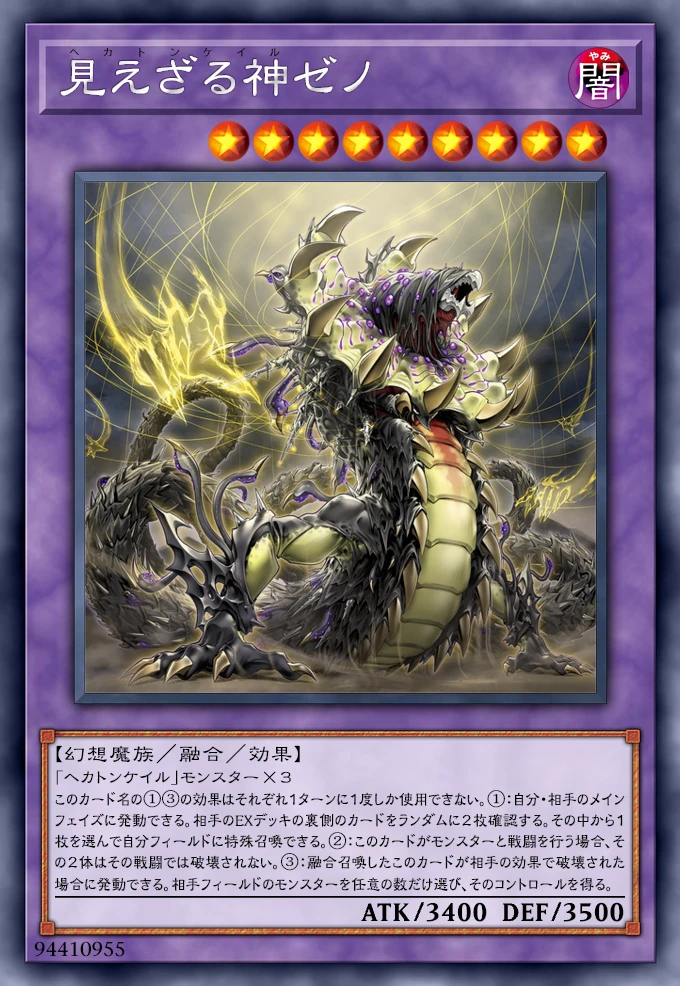 ヘカトンケイル
見えざる神ゼノ
やみ
闇
【幻想魔族／融合／効果】
「ヘカトンケイル」モンスター×３
このカード名の①③の効果はそれぞれ1ターンに1度しか使用できない。①：自分・相手のメイン
フェイズに発動できる。相手のEXデッキの裏側のカードをランダムに2枚確認する。その中から1
枚を選んで自分フィールドに特殊召喚できる。②：このカードがモンスターと戦闘を行う場合、そ
の2体はその戦闘では破壊されない。③：融合召喚したこのカードが相手の効果で破壊された
場合に発動できる。相手フィールドのモンスターを任意の数だけ選び、そのコントロールを得る。
ATK/3400 DEF/3500
94410955